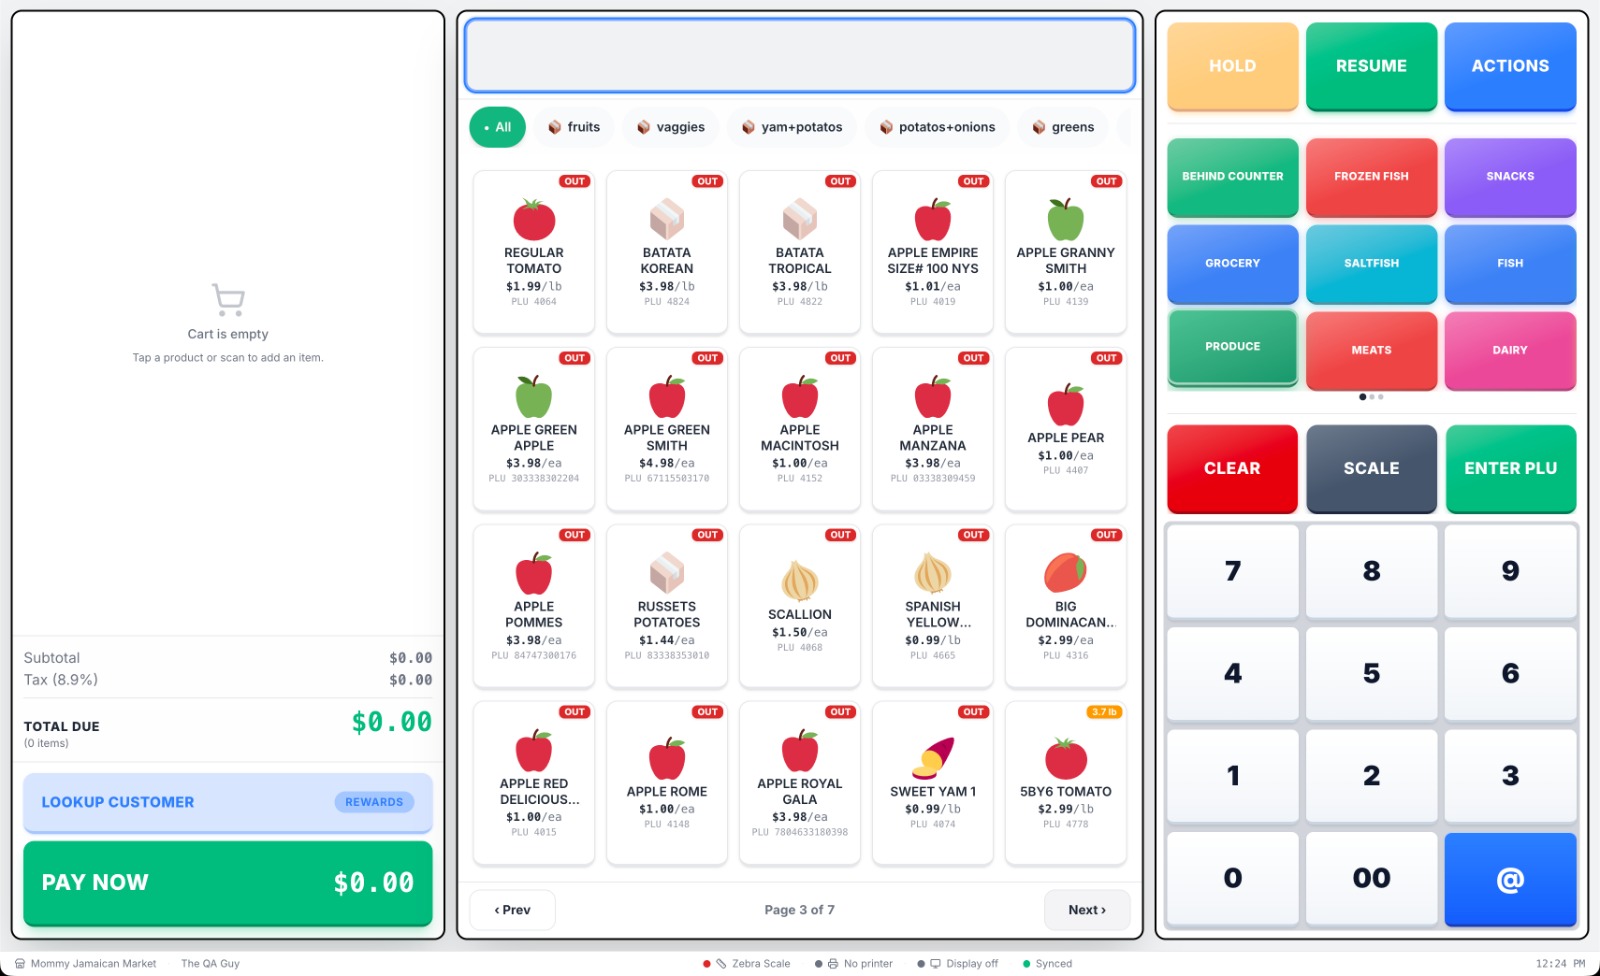 HOLD
RESUME
ACTIONS
• All
fruits
vaggies
yam+potatos
potatos+onions
greens
OUT
REGULAR
TOMATO
$1.99/lb
PLU 4064
OUT
BATATA
KOREAN
$3.98/lb
PLU 4824
OUT
BATATA
TROPICAL
$3.98/lb
PLU 4822
OUT
APPLE EMPIRE
SIZE# 100 NYS
$1.01/ea
PLU 4019
OUT
APPLE GRANNY
SMITH
$1.00/ea
PLU 4139
OUT
APPLE GREEN
APPLE
$3.98/ea
PLU 303338302204
OUT
APPLE GREEN
SMITH
$4.98/ea
PLU 67115503170
OUT
APPLE
MACINTOSH
$1.00/ea
PLU 4152
OUT
APPLE
MANZANA
$3.98/ea
PLU 03338309459
OUT
APPLE PEAR
$1.00/ea
PLU 4407
OUT
APPLE
POMMES
$3.98/ea
PLU 84747300176
OUT
RUSSETS
POTATOES
$1.44/ea
PLU 83338353010
OUT
SCALLION
$1.50/ea
PLU 4068
OUT
SPANISH
YELLOW...
$0.99/lb
PLU 4665
OUT
BIG
DOMINACAN...
$2.99/ea
PLU 4316
OUT
APPLE RED
DELICIOUS...
$1.00/ea
PLU 4015
OUT
APPLE ROME
$1.00/ea
PLU 4148
OUT
APPLE ROYAL
GALA
$3.98/ea
PLU 7804633180398
OUT
SWEET YAM 1
$0.99/lb
PLU 4074
3.7 lb
5BY6 TOMATO
$2.99/lb
PLU 4778
‹ Prev
Page 3 of 7
Next ›
Cart is empty
Tap a product or scan to add an item.
Subtotal $0.00
Tax (8.9%) $0.00
TOTAL DUE $0.00
(0 items)
LOOKUP CUSTOMER REWARDS
PAY NOW $0.00
BEHIND COUNTER
FROZEN FISH
SNACKS
GROCERY
SALTFISH
FISH
PRODUCE
MEATS
DAIRY
CLEAR
SCALE
ENTER PLU
7
8
9
4
5
6
1
2
3
0
00
@
Mommy Jamaican Market · The QA Guy
Zebra Scale
No printer
Display off
Synced
12:24 PM